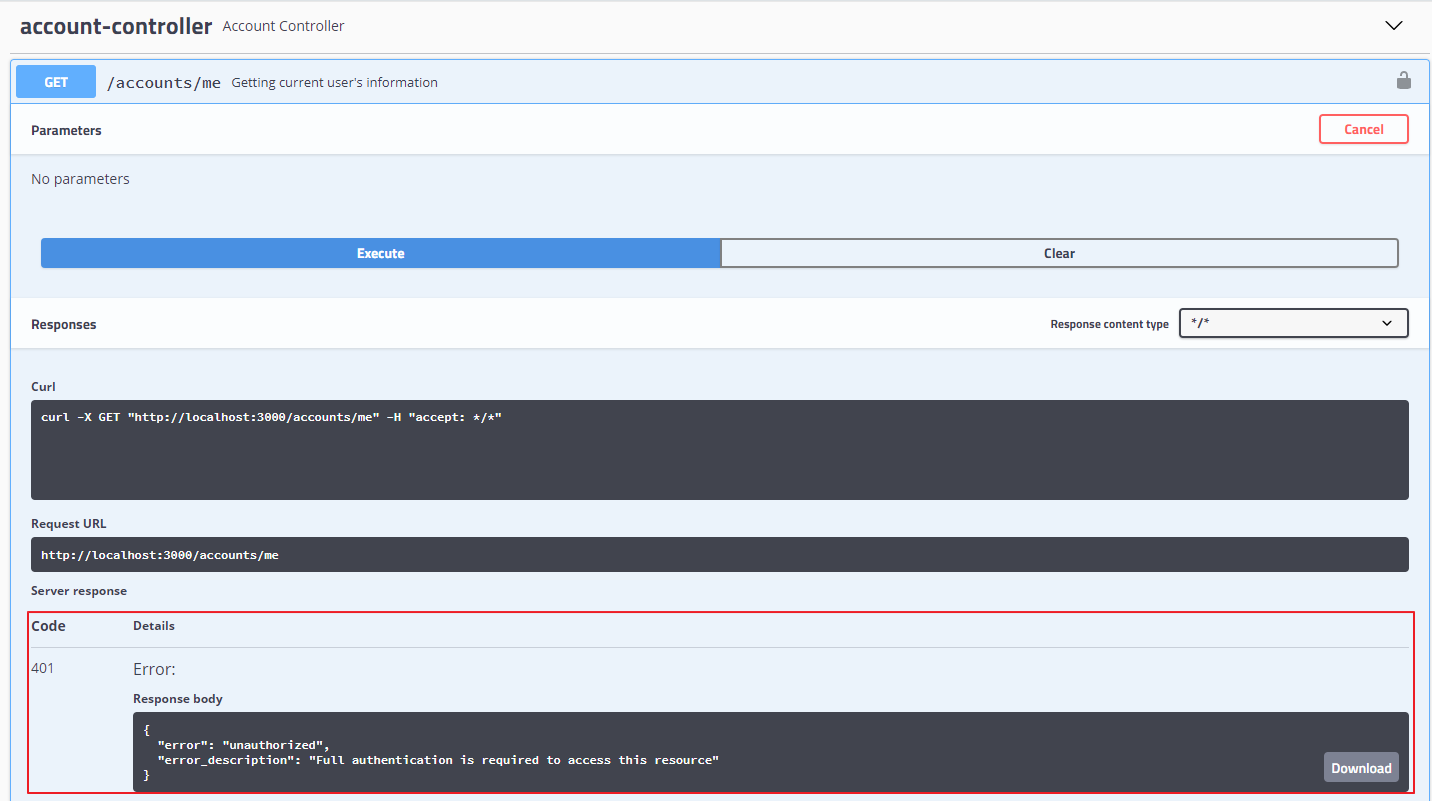 account-controller Account Controller
GET /accounts/me Getting current user's information
Parameters
Cancel
No parameters
Execute
Clear
Responses
Response content type */*
Curl
curl -X GET "http://localhost:3000/accounts/me" -H "accept: */*"
Request URL
http://localhost:3000/accounts/me
Server response
Code Details
401 Error:
Response body
{
"error": "unauthorized",
"error_description": "Full authentication is required to access this resource"
}
Download